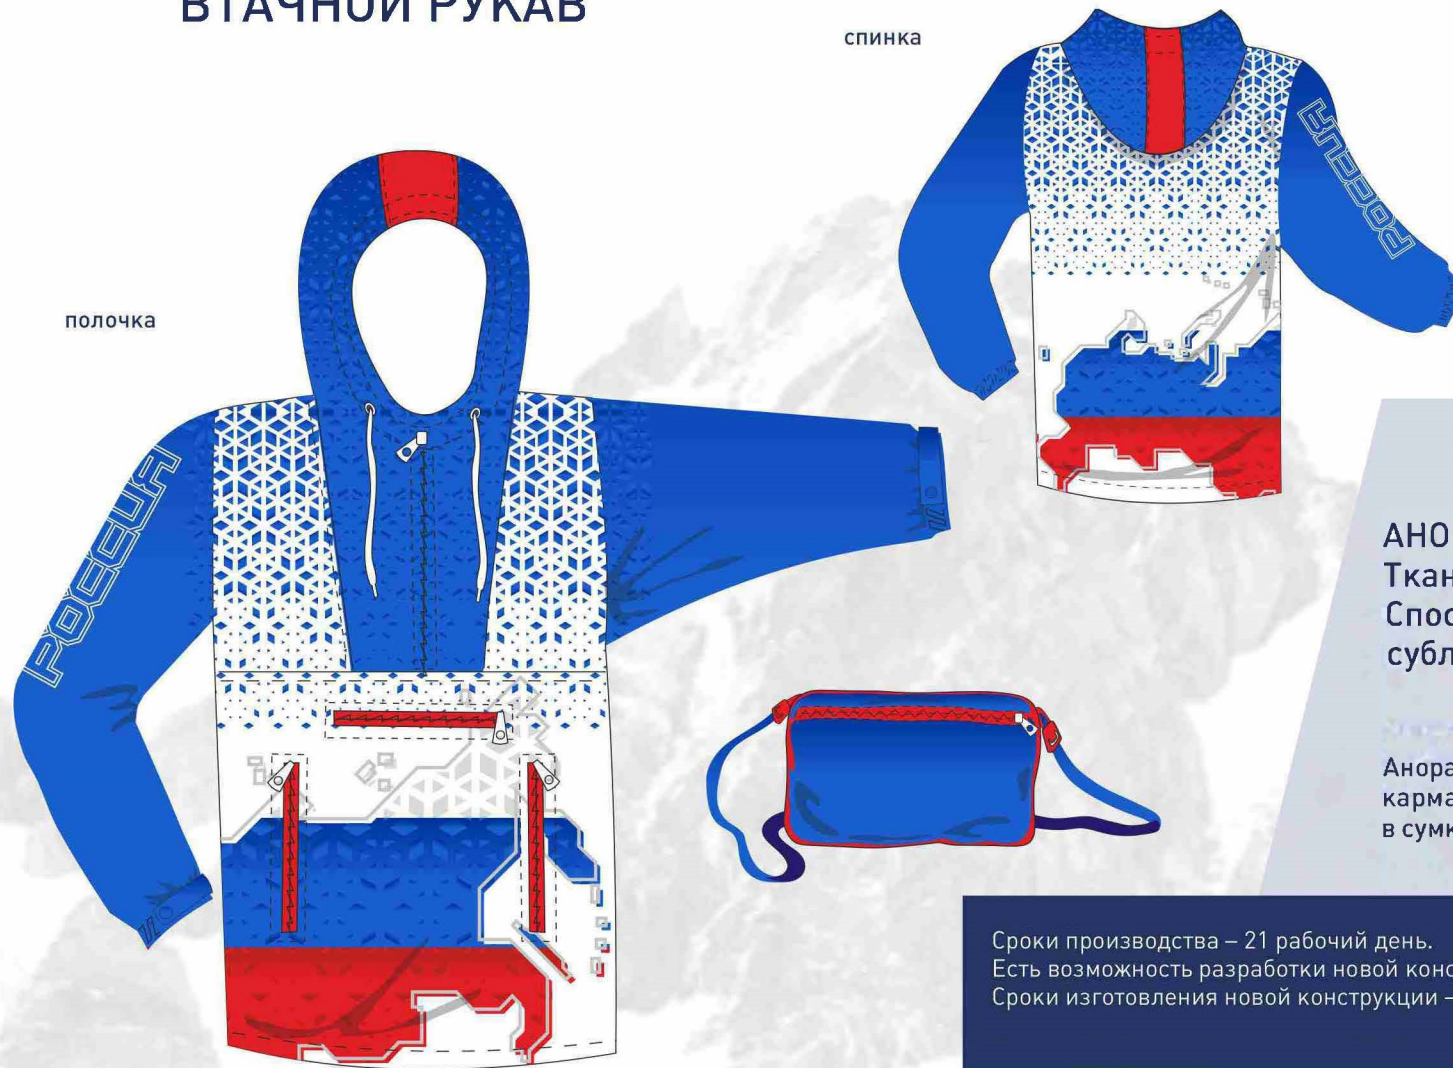 ВТАЧНОЙ РУКАВ
спинка
полочка
РОССИЯ
РОССИЯ
АНО
Ткан
Спос
субл
Анора
карма
в сумк
Сроки производства – 21 рабочий день.
Есть возможность разработки новой конс
Сроки изготовления новой конструкции –